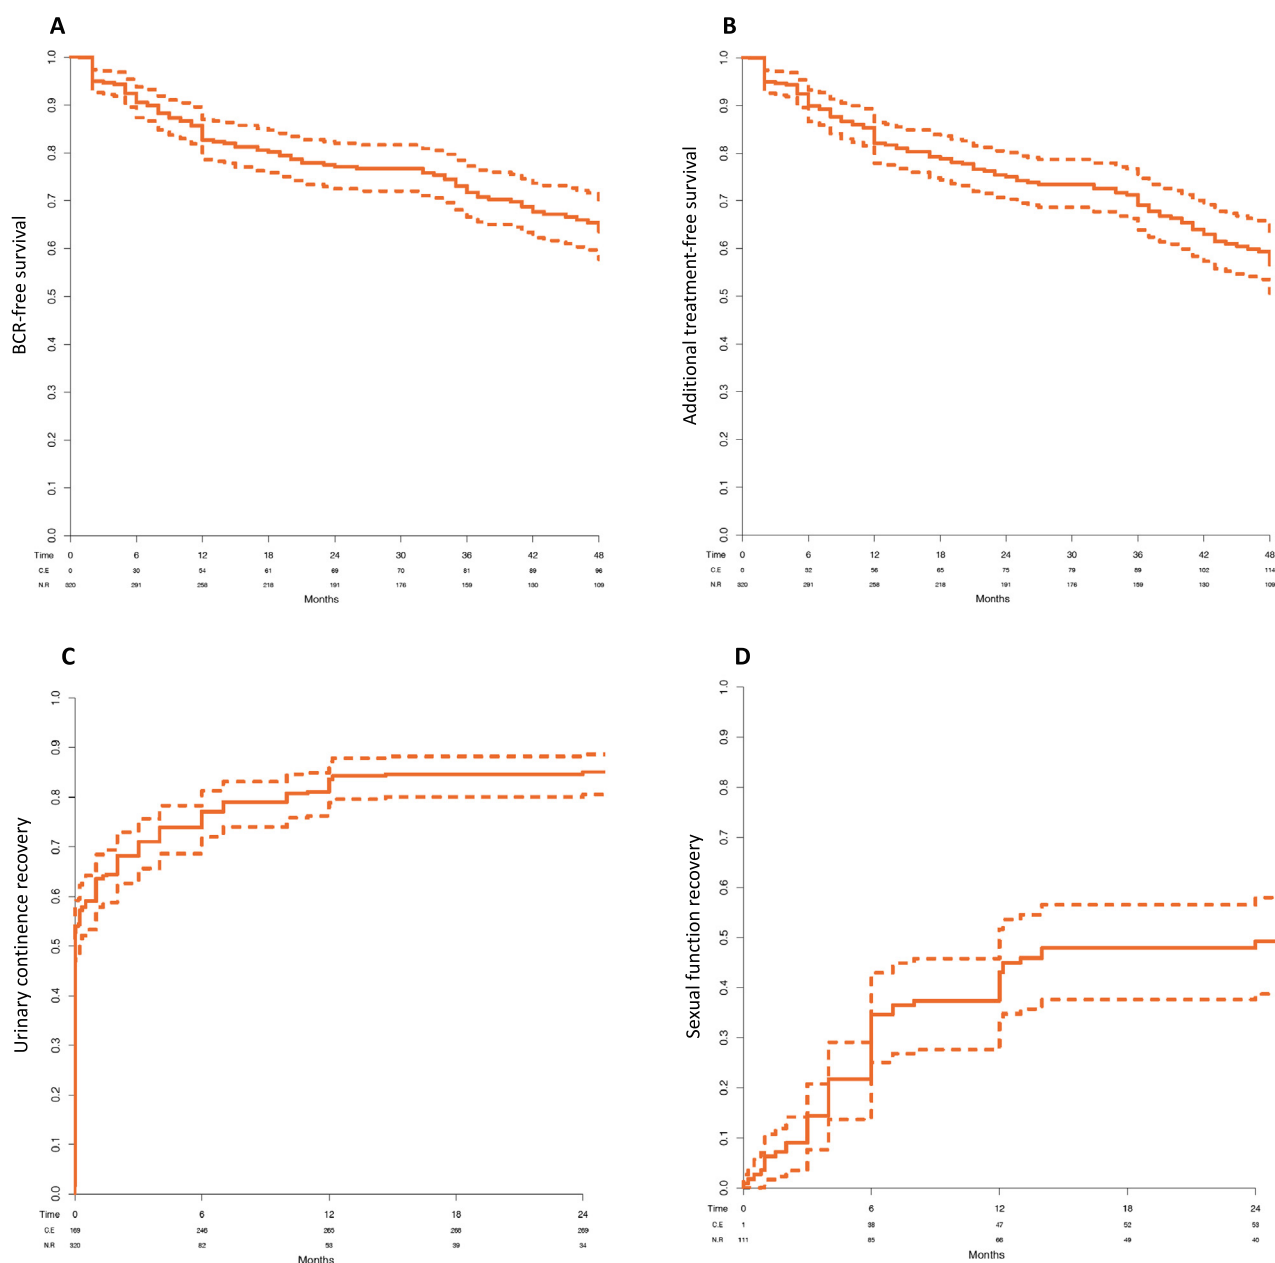 A
BCR-free survival
1.0
0.9
0.8
0.7
0.6
0.5
0.4
0.3
0.2
0.1
0.0
Time 0 6 12 18 24 30 36 42 48
C.E 0 30 54 61 69 70 81 89 96
N.R 320 291 258 218 191 176 159 130 109
Months
B
Additional treatment-free survival
1.0
0.9
0.8
0.7
0.6
0.5
0.4
0.3
0.2
0.1
0.0
Time 0 6 12 18 24 30 36 42 48
C.E 0 32 56 65 75 79 89 102 114
N.R 320 291 258 218 191 176 159 130 109
Months
C
Urinary continence recovery
1.0
0.9
0.8
0.7
0.6
0.5
0.4
0.3
0.2
0.1
0.0
Time 0 6 12 18 24
C.E 169 246 265 268 269
N.R 320 82 53 39 34
Months
D
Sexual function recovery
1.0
0.9
0.8
0.7
0.6
0.5
0.4
0.3
0.2
0.1
0.0
Time 0 6 12 18 24
C.E 1 38 47 52 53
N.R 111 85 66 49 40
Months